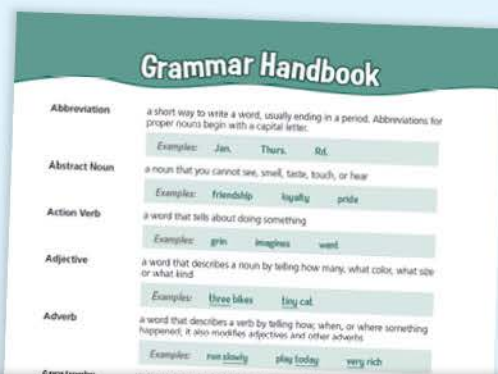 Grammar Handbook
Abbreviation
a short way to write a word, usually ending in a period. Abbreviations for
proper nouns begin with a capital letter.
Examples: Jan. Thurs. Rd.
Abstract Noun
a noun that you cannot see, smell, taste, touch, or hear
Examples: friendship loyalty pride
Action Verb
a word that tells about doing something
Examples: grin imagines went
Adjective
a word that describes a noun by telling how many, what color, what size
or what kind
Examples: three bikes tiny cat
Adverb
a word that describes a verb by telling how, when, or where something
happened; it also modifies adjectives and other adverbs
Examples: run slowly play today very rich